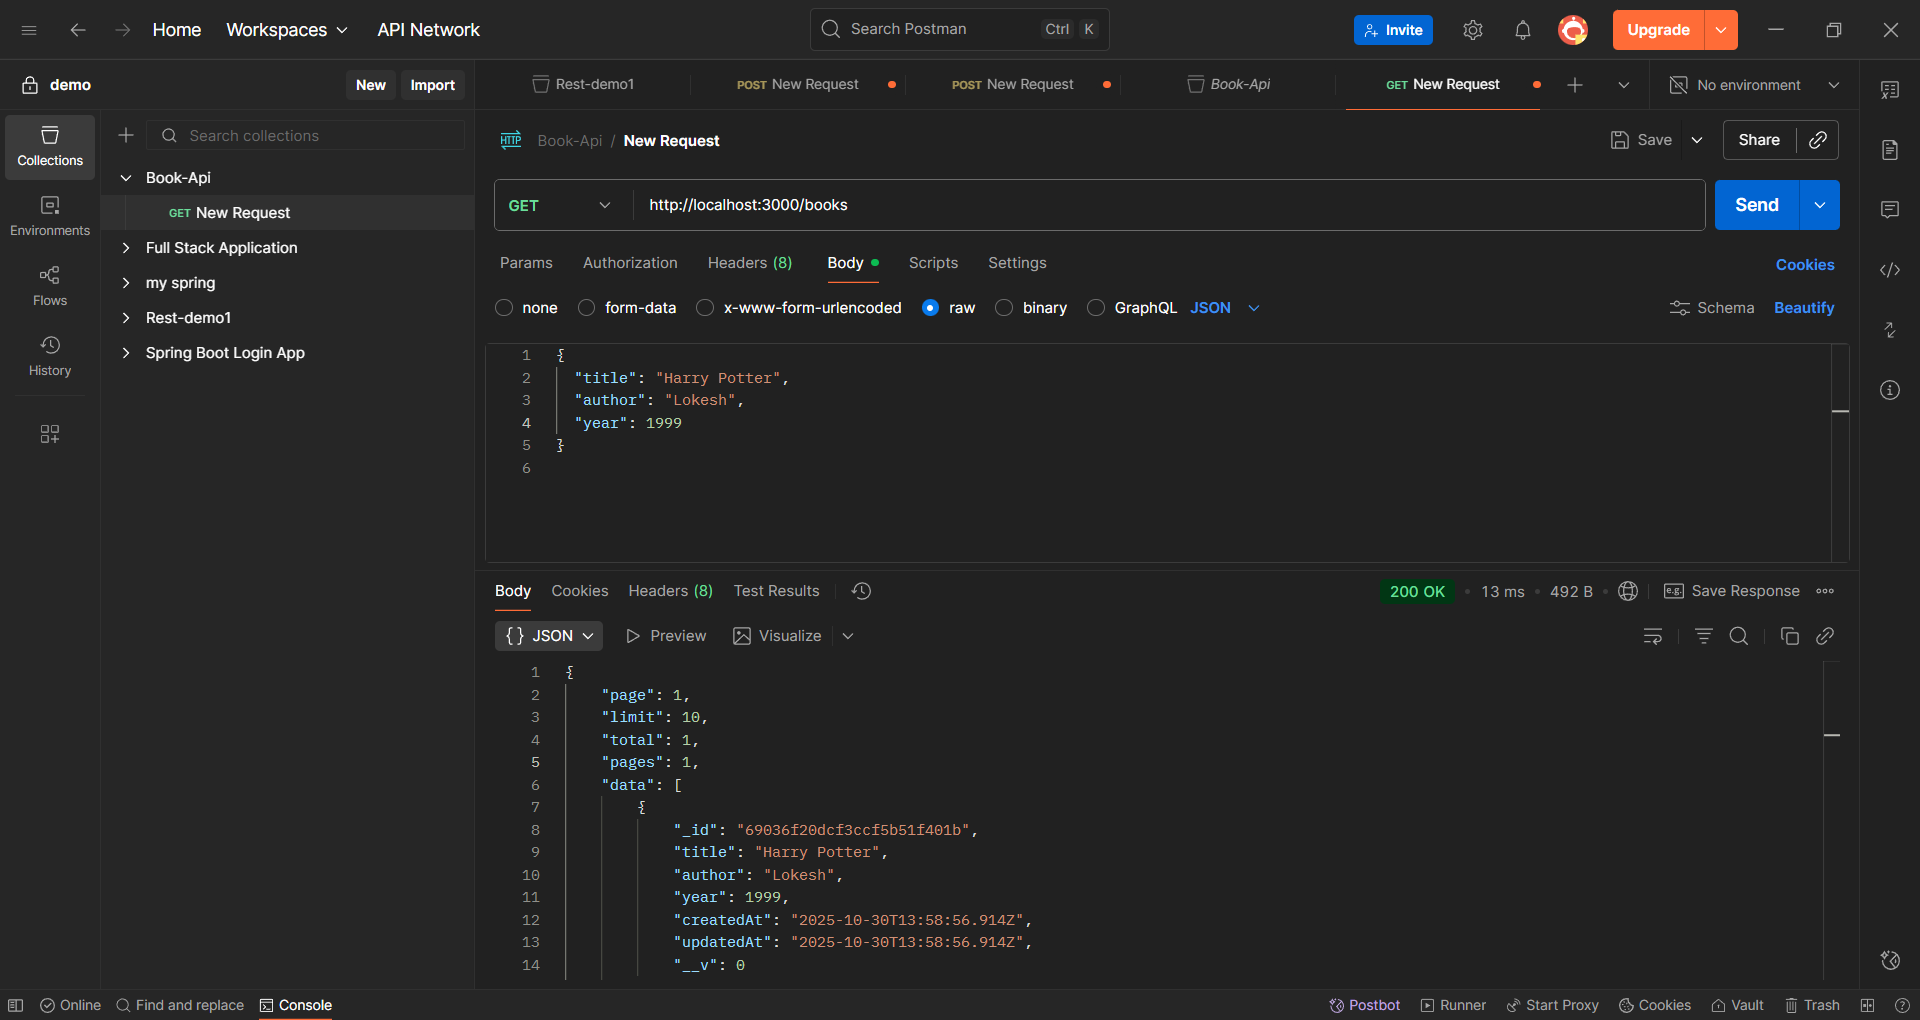 Home Workspaces API Network Search Postman Ctrl K Invite Upgrade
demo New Import Rest-demo1 POST New Request POST New Request Book-Api GET New Request No environment
Collections
Environments
Flows
History
Search collections
Book-Api
GET New Request
Full Stack Application
my spring
Rest-demo1
Spring Boot Login App
HTTP Book-Api / New Request Save Share
GET http://localhost:3000/books Send
Params Authorization Headers (8) Body Scripts Settings Cookies
none form-data x-www-form-urlencoded raw binary GraphQL JSON Schema Beautify
1 {
2 "title": "Harry Potter",
3 "author": "Lokesh",
4 "year": 1999
5 }
6
Body Cookies Headers (8) Test Results 200 OK • 13 ms • 492 B • e.g. Save Response
{} JSON Preview Visualize
1 {
2 "page": 1,
3 "limit": 10,
4 "total": 1,
5 "pages": 1,
6 "data": [
7 {
8 "_id": "69036f20dcf3ccf5b51f401b",
9 "title": "Harry Potter",
10 "author": "Lokesh",
11 "year": 1999,
12 "createdAt": "2025-10-30T13:58:56.914Z",
13 "updatedAt": "2025-10-30T13:58:56.914Z",
14 "__v": 0
Online Find and replace Console Postbot Runner Start Proxy Cookies Vault Trash